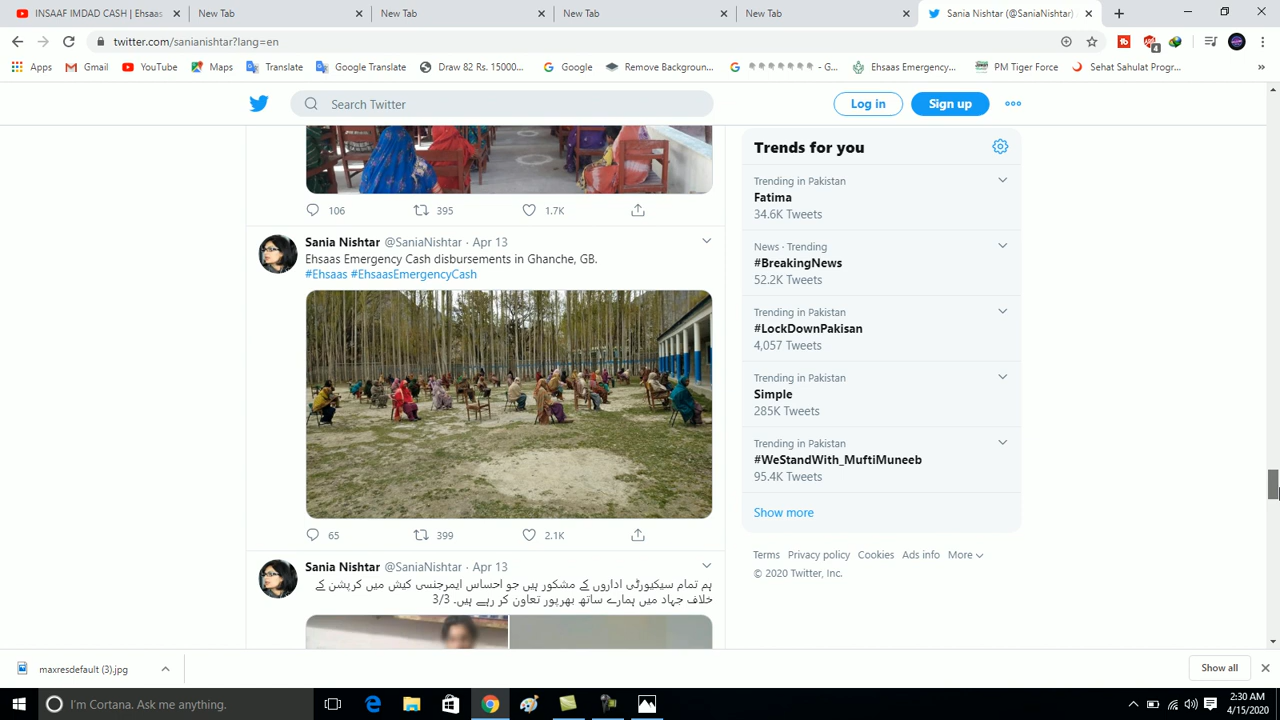 INSAAF IMDAD CASH | Ehsaas
New Tab
New Tab
New Tab
New Tab
Sania Nishtar (@SaniaNishtar)
twitter.com/sanianishtar?lang=en
4
Apps
Gmail
YouTube
Maps
Translate
Google Translate
Draw 82 Rs. 15000...
Google
Remove Backgroun...
- G...
Ehsaas Emergency...
PM Tiger Force
Sehat Sahulat Progr...
»
Search Twitter
Log in
Sign up
106 395 1.7K
Sania Nishtar @SaniaNishtar · Apr 13
Ehsaas Emergency Cash disbursements in Ghanche, GB.
#Ehsaas #EhsaasEmergencyCash
65 399 2.1K
Sania Nishtar @SaniaNishtar · Apr 13
ہم تمام سیکیورٹی اداروں کے مشکور ہیں جو احساس ایمرجنسی کیش میں کرپشن کے
خلاف جہاد میں ہمارے ساتھ بھرپور تعاون کر رہے ہیں۔ 3/3
Trends for you
Trending in Pakistan
Fatima
34.6K Tweets
News · Trending
#BreakingNews
52.2K Tweets
Trending in Pakistan
#LockDownPakisan
4,057 Tweets
Trending in Pakistan
Simple
285K Tweets
Trending in Pakistan
#WeStandWith_MuftiMuneeb
95.4K Tweets
Show more
Terms Privacy policy Cookies Ads info More
© 2020 Twitter, Inc.
maxresdefault (3).jpg
Show all
I'm Cortana. Ask me anything.
2:30 AM
4/15/2020